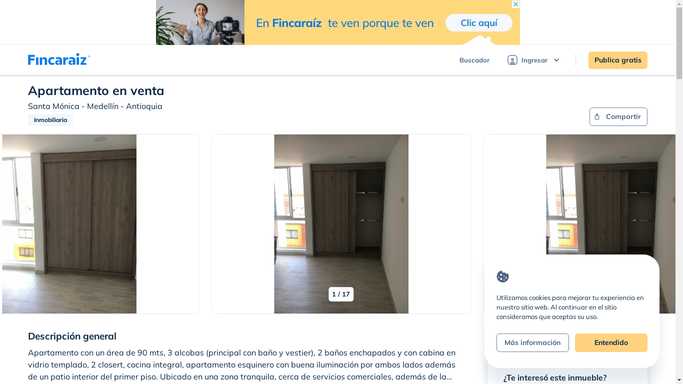 En Fincaraíz te ven porque te ven
Clic aquí
Fincaraiz
Buscador
Ingresar
Publica gratis
Apartamento en venta
Santa Mónica - Medellín - Antioquia
Inmobiliaria
Compartir
1 / 17
Descripción general
Apartamento con un área de 90 mts, 3 alcobas (principal con baño y vestier), 2 baños enchapados y con cabina en
vidrio templado, 2 closert, cocina integral, apartamento esquinero con buena iluminación por ambos lados además
de un patio interior del primer piso. Ubicado en una zona tranquila, cerca de servicios comerciales, además de la...
Utilizamos cookies para mejorar tu experiencia en
nuestro sitio web. Al continuar en el sitio
consideramos que aceptas su uso.
Más información
Entendido
¿Te interesó este inmueble?